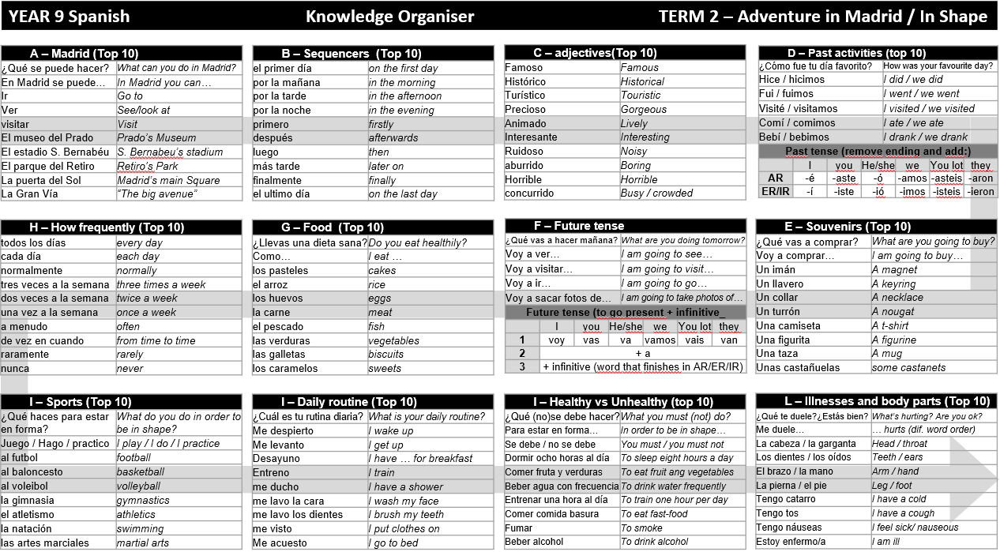 YEAR 9 Spanish Knowledge Organiser TERM 2 – Adventure in Madrid / In Shape
A – Madrid (Top 10)
¿Qué se puede hacer? What can you do in Madrid?
En Madrid se puede… In Madrid you can…
Ir Go to
Ver See/look at
visitar Visit
El museo del Prado Prado's Museum
El estadio S. Bernabéu S. Bernabeu's stadium
El parque del Retiro Retiro's Park
La puerta del Sol Madrid's main Square
La Gran Vía "The big avenue"
B – Sequencers (Top 10)
el primer día on the first day
por la mañana in the morning
por la tarde in the afternoon
por la noche in the evening
primero firstly
después afterwards
luego then
más tarde later on
finalmente finally
el ultimo día on the last day
C – adjectives(Top 10)
Famoso Famous
Histórico Historical
Turístico Touristic
Precioso Gorgeous
Animado Lively
Interesante Interesting
Ruidoso Noisy
aburrido Boring
Horrible Horrible
concurrido Busy / crowded
D – Past activities (top 10)
¿Cómo fue tu día favorito? How was your favourite day?
Hice / hicimos I did / we did
Fui / fuimos I went / we went
Visité / visitamos I visited / we visited
Comí / comimos I ate / we ate
Bebí / bebimos I drank / we drank
Past tense (remove ending and add:)
I you He/she we You lot they
AR -é -aste -ó -amos -asteis -aron
ER/IR -í -iste -ió -imos -isteis -ieron
H – How frequently (Top 10)
todos los días every day
cada día each day
normalmente normally
tres veces a la semana three times a week
dos veces a la semana twice a week
una vez a la semana once a week
a menudo often
de vez en cuando from time to time
raramente rarely
nunca never
G – Food (Top 10)
¿Llevas una dieta sana? Do you eat healthily?
Como… I eat …
los pasteles cakes
el arroz rice
los huevos eggs
la carne meat
el pescado fish
las verduras vegetables
las galletas biscuits
los caramelos sweets
F – Future tense
¿Qué vas a hacer mañana? What are you doing tomorrow?
Voy a ver… I am going to see…
Voy a visitar… I am going to visit…
Voy a ir… I am going to go…
Voy a sacar fotos de… I am going to take photos of…
Future tense (to go present + infinitive_
I you He/she we You lot they
1 voy vas va vamos vais van
2 + a
3 + infinitive (word that finishes in AR/ER/IR)
E – Souvenirs (Top 10)
¿Qué vas a comprar? What are you going to buy?
Voy a comprar… I am going to buy…
Un imán A magnet
Un llavero A keyring
Un collar A necklace
Un turrón A nougat
Una camiseta A t-shirt
Una figurita A figurine
Una taza A mug
Unas castañuelas some castanets
I – Sports (Top 10)
¿Qué haces para estar What do you do in order to
en forma? be in shape?
Juego / Hago / practico I play / I do / I practice
al futbol football
al baloncesto basketball
al voleibol volleyball
la gimnasia gymnastics
el atletismo athletics
la natación swimming
las artes marciales martial arts
I – Daily routine (Top 10)
¿Cuál es tu rutina diaria? What is your daily routine?
Me despierto I wake up
Me levanto I get up
Desayuno I have … for breakfast
Entreno I train
me ducho I have a shower
me lavo la cara I wash my face
me lavo los dientes I brush my teeth
me visto I put clothes on
Me acuesto I go to bed
I – Healthy vs Unhealthy (top 10)
¿Qué (no)se debe hacer? What you must (not) do?
Para estar en forma… In order to be in shape…
Se debe / no se debe You must / you must not
Dormir ocho horas al día To sleep eight hours a day
Comer fruta y verduras To eat fruit ang vegetables
Beber agua con frecuencia To drink water frequently
Entrenar una hora al día To train one hour per day
Comer comida basura To eat fast-food
Fumar To smoke
Beber alcohol To drink alcohol
L – Illnesses and body parts (Top 10)
¿Qué te duele?¿Estás bien? What's hurting? Are you ok?
Me duele… … hurts (dif. word order)
La cabeza / la garganta Head / throat
Los dientes / los oídos Teeth / ears
El brazo / la mano Arm / hand
La pierna / el pie Leg / foot
Tengo catarro I have a cold
Tengo tos I have a cough
Tengo náuseas I feel sick/ nauseous
Estoy enfermo/a I am ill